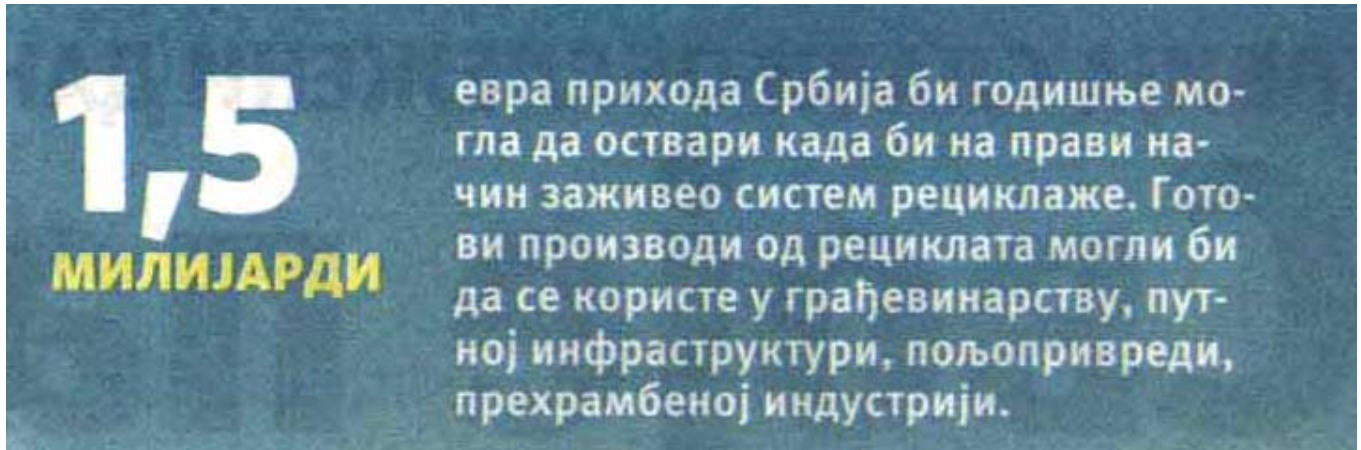 1,5
МИЛИЈАРДИ
евра прихода Србија би годишње мо-
гла да оствари када би на прави на-
чин заживео систем рециклаже. Гото-
ви производи од рециклата могли би
да се користе у грађевинарству, пут-
ној инфраструктури, пољопривреди,
прехрамбеној индустрији.